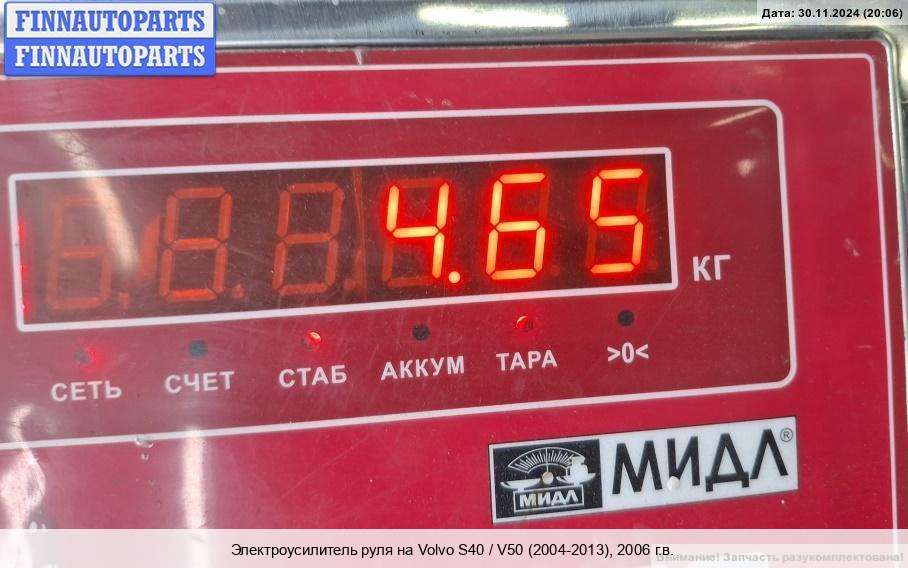 FINNAUTOPARTS
FINNAUTOPARTS
Дата: 30.11.2024 (20:06)
4.65
КГ
СЕТЬ СЧЕТ СТАБ АККУМ ТАРА >0<
МИДЛ МИДЛ®
Электроусилитель руля на Volvo S40 / V50 (2004-2013), 2006 г.в.
Внимание! Запчасть разукомплектована!